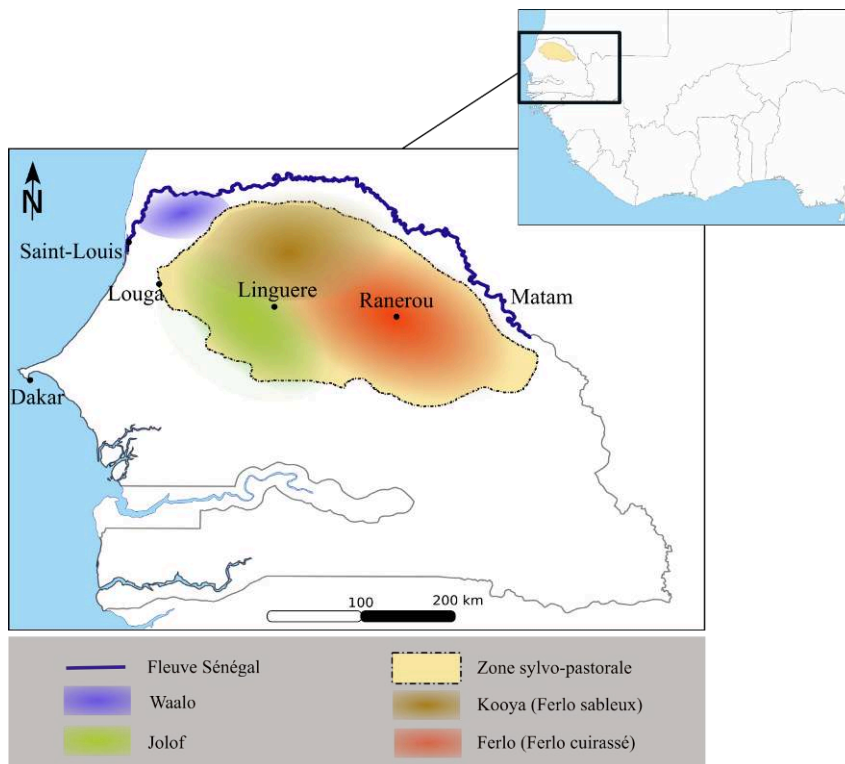 N
Saint-Louis
Louga
Linguere
Ranerou
Matam
Dakar
100
200 km
Fleuve Sénégal
Waalo
Jolof
Zone sylvo-pastorale
Kooya (Ferlo sableux)
Ferlo (Ferlo cuirassé)